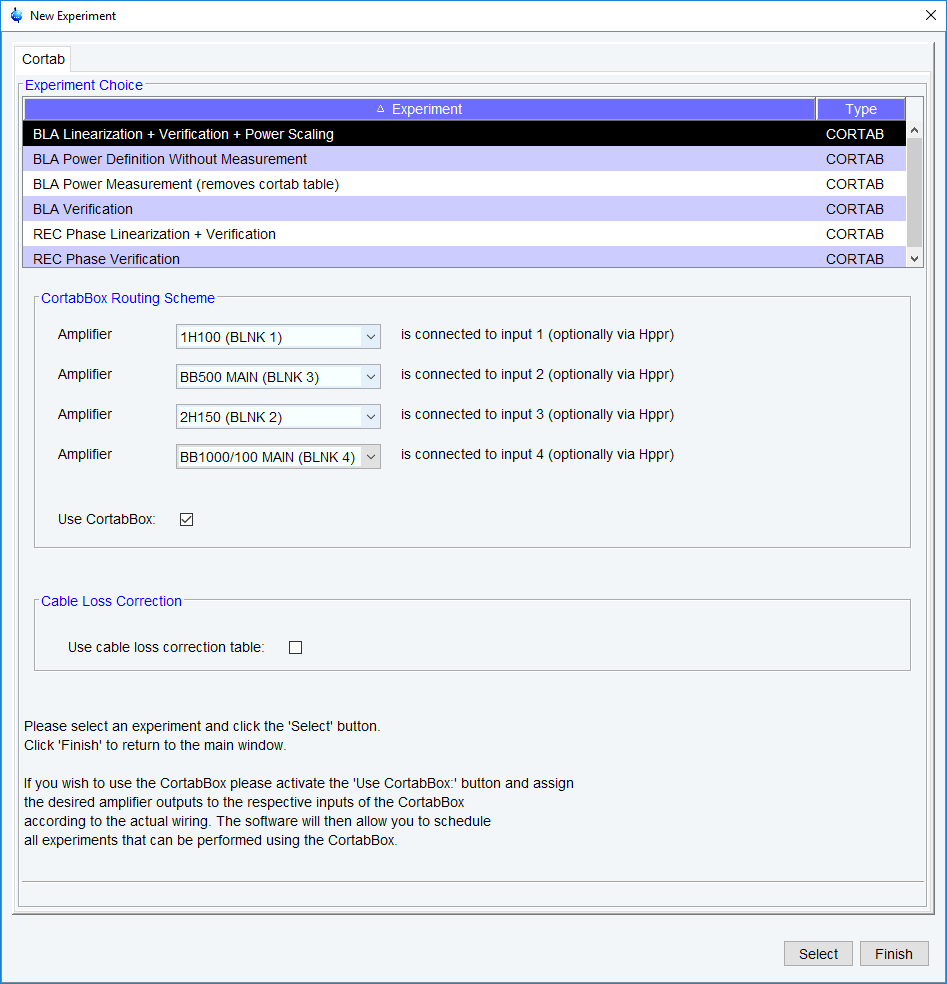 New Experiment
Cortab
Experiment Choice
Experiment Type
BLA Linearization + Verification + Power Scaling CORTAB
BLA Power Definition Without Measurement CORTAB
BLA Power Measurement (removes cortab table) CORTAB
BLA Verification CORTAB
REC Phase Linearization + Verification CORTAB
REC Phase Verification CORTAB
CortabBox Routing Scheme
Amplifier 1H100 (BLNK 1) is connected to input 1 (optionally via Hppr)
Amplifier BB500 MAIN (BLNK 3) is connected to input 2 (optionally via Hppr)
Amplifier 2H150 (BLNK 2) is connected to input 3 (optionally via Hppr)
Amplifier BB1000/100 MAIN (BLNK 4) is connected to input 4 (optionally via Hppr)
Use CortabBox:
Cable Loss Correction
Use cable loss correction table:
Please select an experiment and click the 'Select' button.
Click 'Finish' to return to the main window.
If you wish to use the CortabBox please activate the 'Use CortabBox:' button and assign
the desired amplifier outputs to the respective inputs of the CortabBox
according to the actual wiring. The software will then allow you to schedule
all experiments that can be performed using the CortabBox.
Select Finish